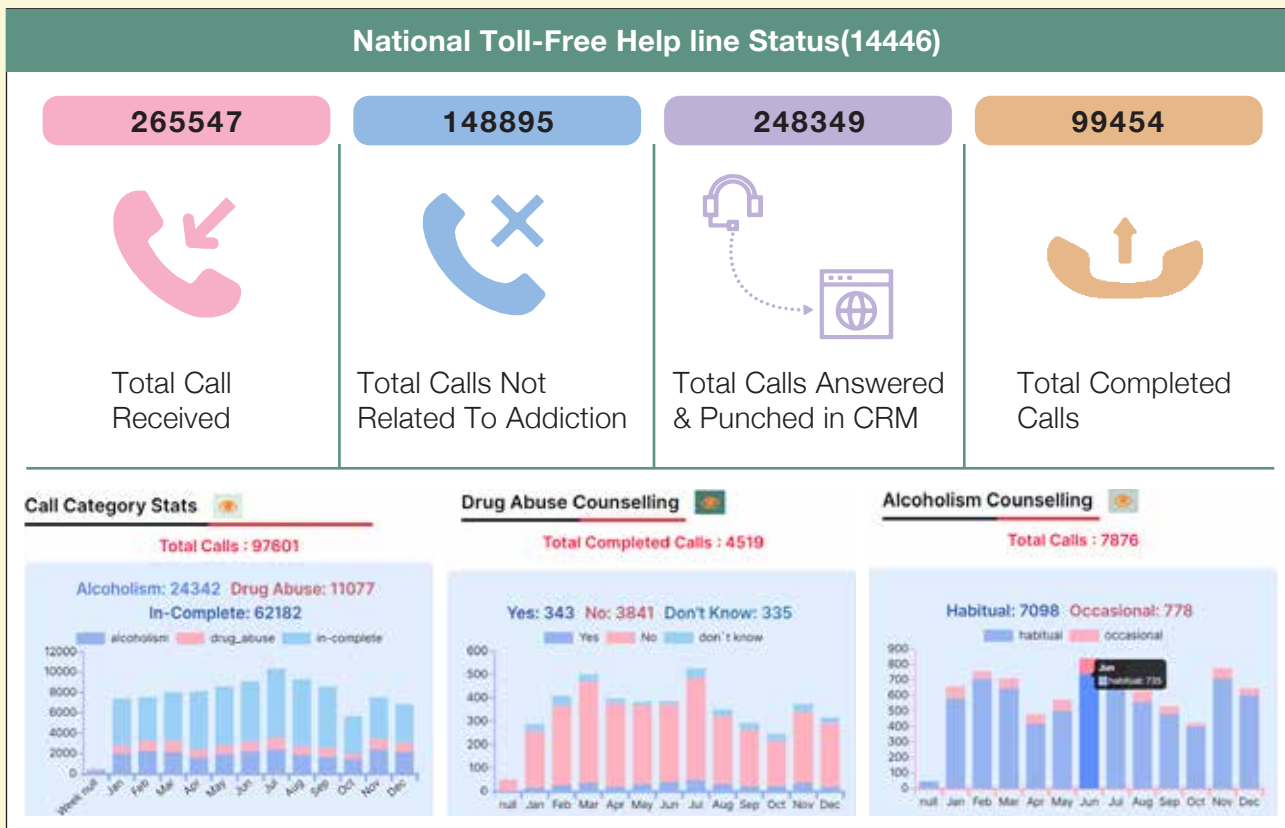 National Toll-Free Help line Status(14446)
265547
148895
248349
99454
Total Call
Received
Total Calls Not
Related To Addiction
Total Calls Answered
& Punched in CRM
Total Completed
Calls
Call Category Stats
Total Calls : 97601
Alcoholism: 24342 Drug Abuse: 11077
In-Complete: 62182
alcoholism drug_abuse in-complete
12000
10000
8000
6000
4000
2000
0
Week null Jan Feb Mar Apr May Jun Jul Aug Sep Oct Nov Dec
Drug Abuse Counselling
Total Completed Calls : 4519
Yes: 343 No: 3841 Don't Know: 335
Yes No don`t know
600
500
400
300
200
100
0
null Jan Feb Mar Apr May Jun Jul Aug Sep Oct Nov Dec
Alcoholism Counselling
Total Calls : 7876
Habitual: 7098 Occasional: 778
habitual occasional
900
800
700
600
500
400
300
200
100
0
Jun
habitual: 735
null Jan Feb Mar Apr May Jun Jul Aug Sep Oct Nov Dec